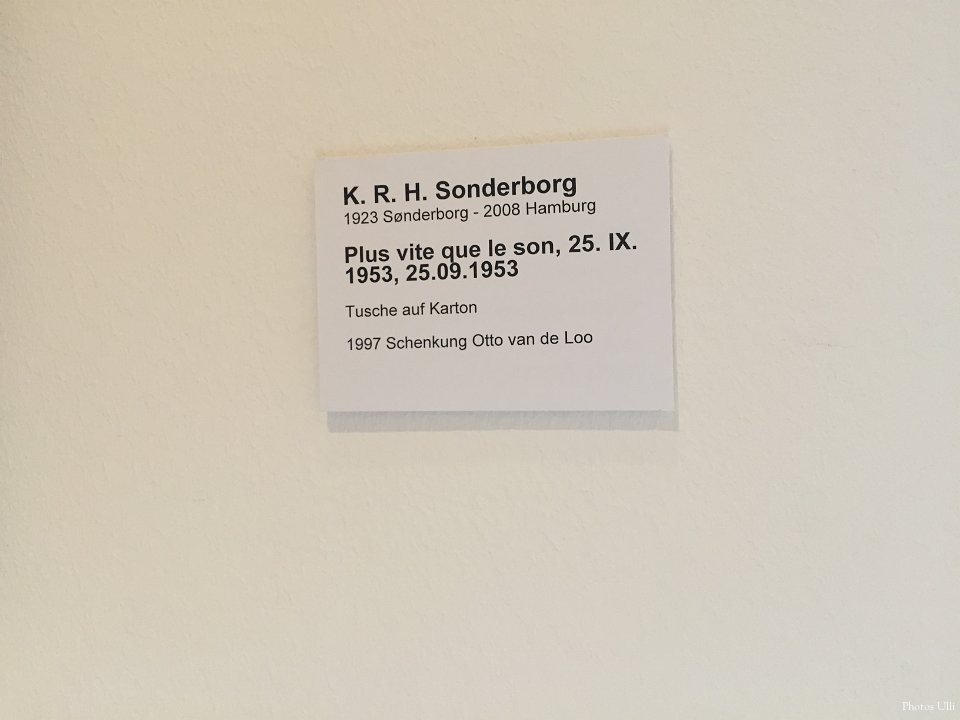 K. R. H. Sonderborg
1923 Sønderborg - 2008 Hamburg
Plus vite que le son, 25. IX.
1953, 25.09.1953
Tusche auf Karton
1997 Schenkung Otto van de Loo
Photos Ulli